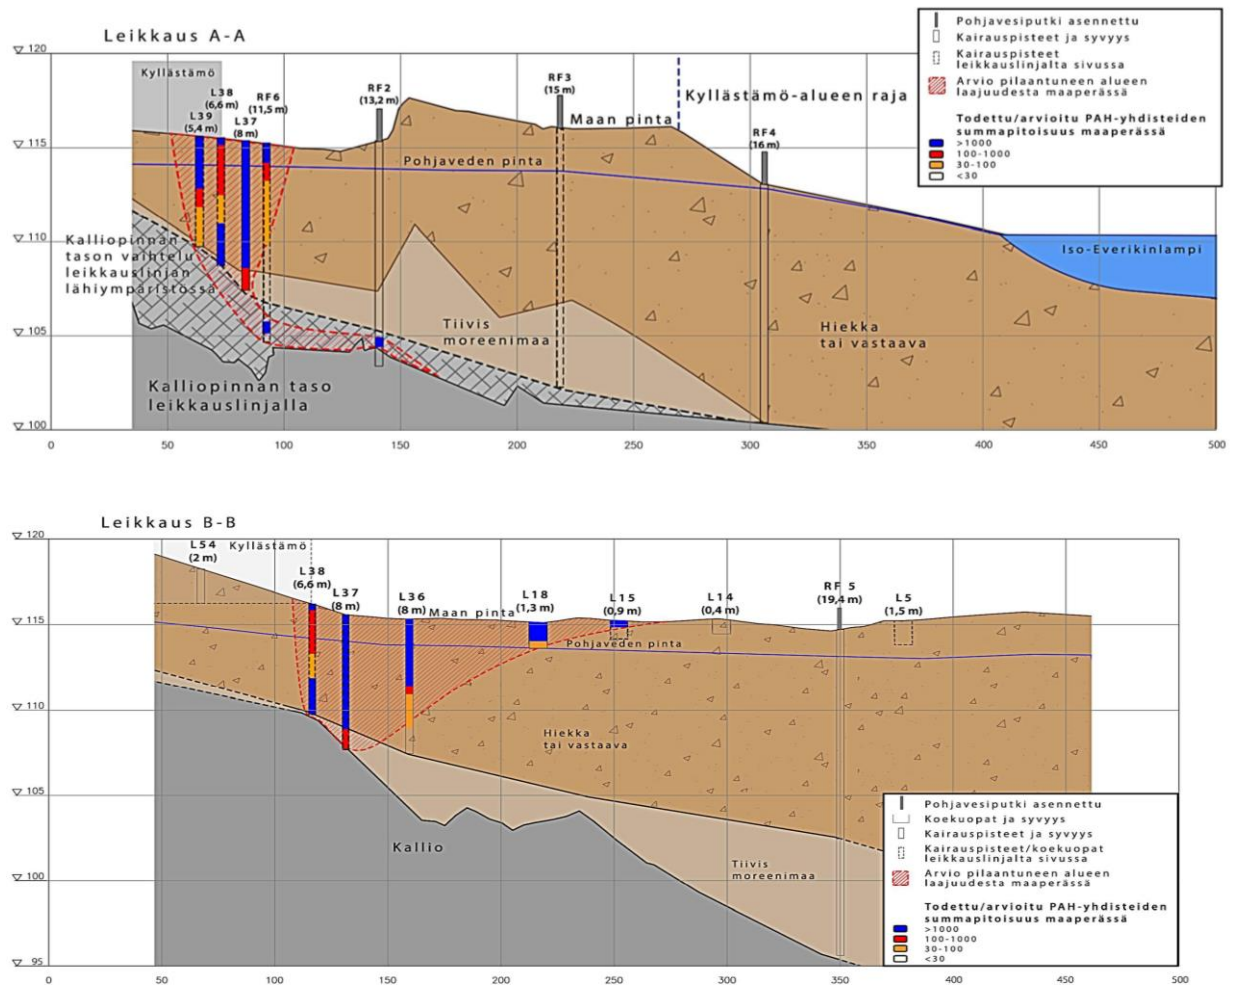 Leikkaus A-A
120
115
110
105
100
Kyllästämö
L38
(6,6 m)
L39
(5,4 m)
RF6
(11,5 m)
L37
(8 m)
RF2
(13,2 m)
RF3
(15 m)
Maan pinta
Kyllästämö-alueen raja
RF4
(16 m)
Pohjaveden pinta
Iso-Everikinlampi
Kalliopinnan
tason vaihtelu
leikkauslinjan
lähiympäristössä
Tiivis
moreenimaa
Hiekka
tai vastaava
Kalliopinnan taso
leikkauslinjalla
0 50 100 150 200 250 300 350 400 450 500
Pohjavesiputki asennettu
Kairauspisteet ja syvyys
Kairauspisteet
leikkauslinjalta sivussa
Arvio pilaantuneen alueen
laajuudesta maaperässä
Todettu/arvioitu PAH-yhdisteiden
summapitoisuus maaperässä
>1000
100-1000
30-100
<30
Leikkaus B-B
120
115
110
105
100
95
L54
(2 m)
Kyllästämö
L38
(6,6 m)
L37
(8 m)
L36
(8 m)
Maan pinta
L18
(1,3 m)
L15
(0,9 m)
L14
(0,4 m)
RF 5
(19,4 m)
L5
(1,5 m)
Pohjaveden pinta
Hiekka
tai vastaava
Kallio
Tiivis
moreenimaa
0 50 100 150 200 250 300 350 400 450 500
Pohjavesiputki asennettu
Koekuopat ja syvyys
Kairauspisteet ja syvyys
Kairauspisteet/koekuopat
leikkauslinjalta sivussa
Arvio pilaantuneen alueen
laajuudesta maaperässä
Todettu/arvioitu PAH-yhdisteiden
summapitoisuus maaperässä
>1000
100-1000
30-100
<30